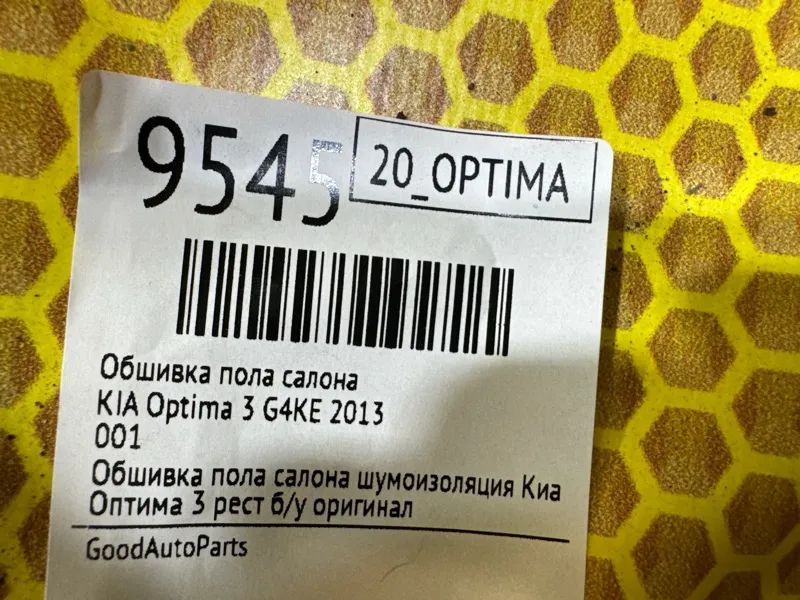 9545
20_OPTIMA
Обшивка пола салона
KIA Optima 3 G4KE 2013
001
Обшивка пола салона шумоизоляция Киа
Оптима 3 рест б/у оригинал
GoodAutoParts